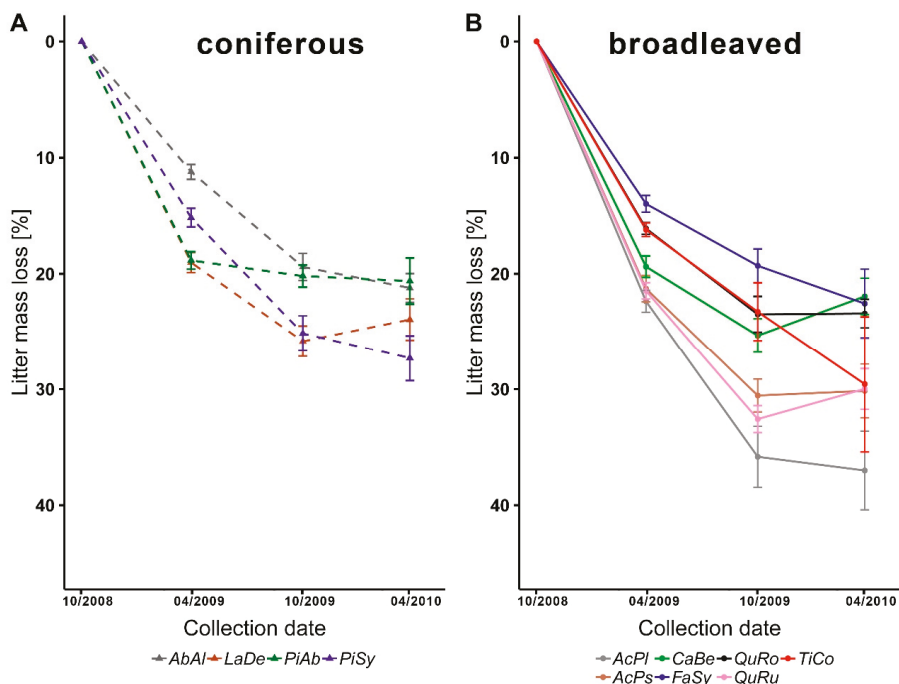 A
coniferous
0
10
20
30
40
Litter mass loss [%]
10/2008 04/2009 10/2009 04/2010
Collection date
AbAl LaDe PiAb PiSy
B
broadleaved
0
10
20
30
40
Litter mass loss [%]
10/2008 04/2009 10/2009 04/2010
Collection date
AcPl CaBe QuRo TiCo
AcPs FaSy QuRu